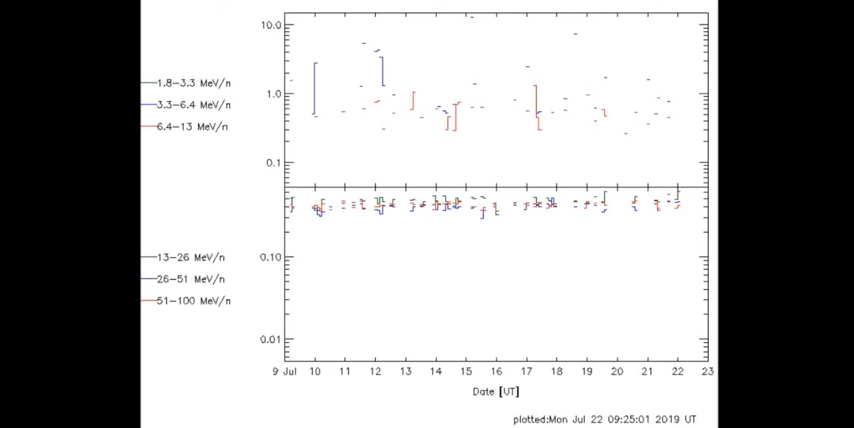 10.0
1.8–3.3 MeV/n
1.0
3.3–6.4 MeV/n
6.4–13 MeV/n
0.1
13–26 MeV/n
0.10
26–51 MeV/n
51–100 MeV/n
0.01
9 Jul 10 11 12 13 14 15 16 17 18 19 20 21 22 23
Date [UT]
plotted:Mon Jul 22 09:25:01 2019 UT